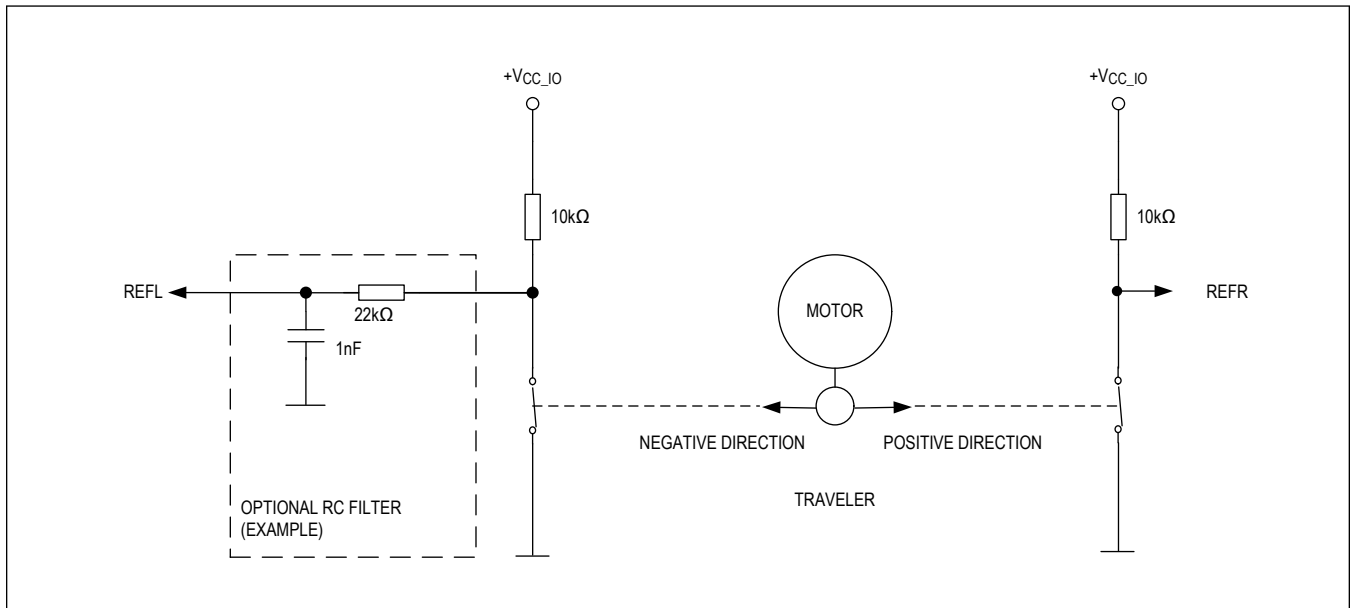 +VCC_IO
+VCC_IO
10kΩ
10kΩ
REFL
22kΩ
1nF
MOTOR
REFR
NEGATIVE DIRECTION
POSITIVE DIRECTION
TRAVELER
OPTIONAL RC FILTER
(EXAMPLE)